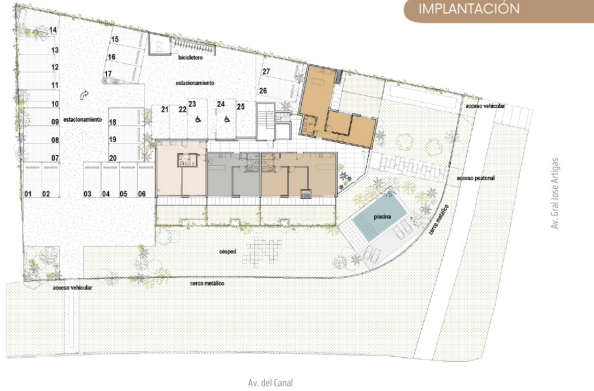 IMPLANTACIÓN
14
13
12
11
10
09
08
07
15
16
17
bicicletero
estacionamiento
27
26
estacionamiento
21
22
23
24
25
18
19
20
01
02
03
04
05
06
acceso vehicular
acceso peatonal
cerco metálico
piscina
césped
cerco metálico
acceso vehicular
Av. Gral Jose Artigas
Av. del Canal